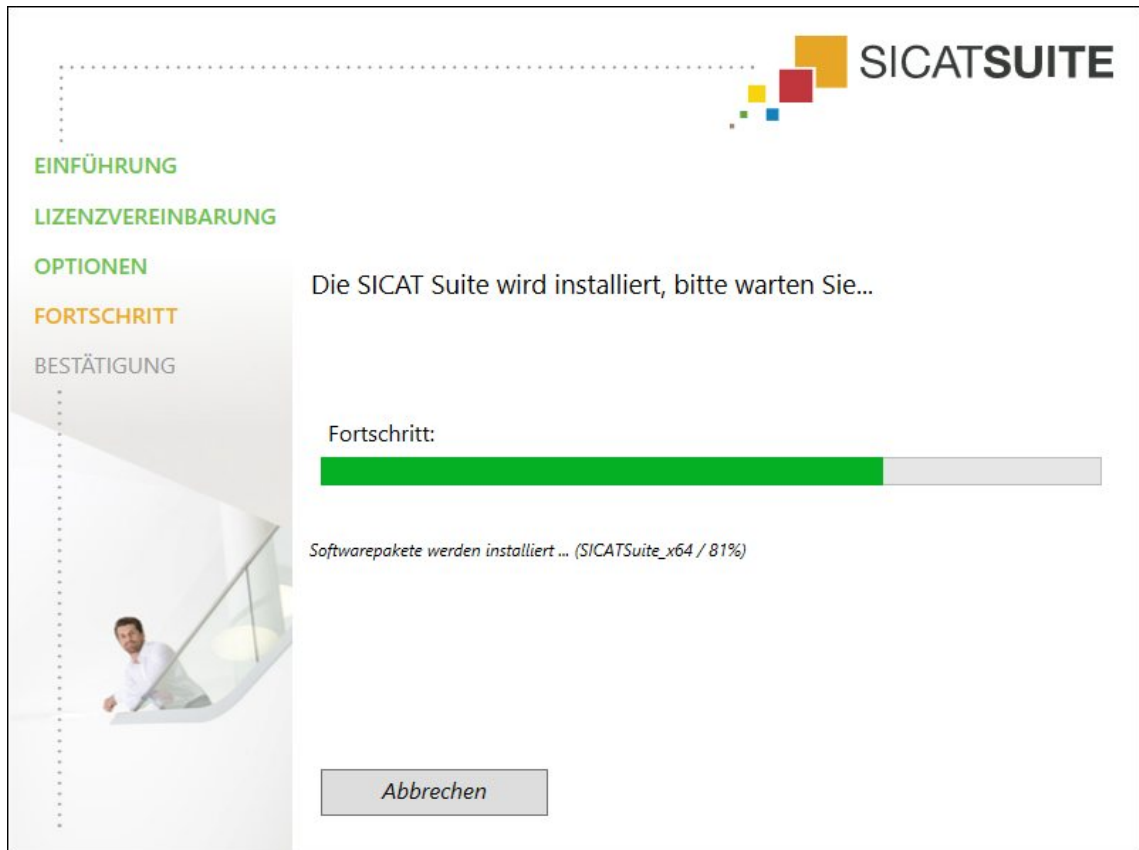 SICATSUITE
EINFÜHRUNG
LIZENZVEREINBARUNG
OPTIONEN
FORTSCHRITT
BESTÄTIGUNG
Die SICAT Suite wird installiert, bitte warten Sie...
Fortschritt:
Softwarepakete werden installiert ... (SICATSuite_x64 / 81%)
Abbrechen